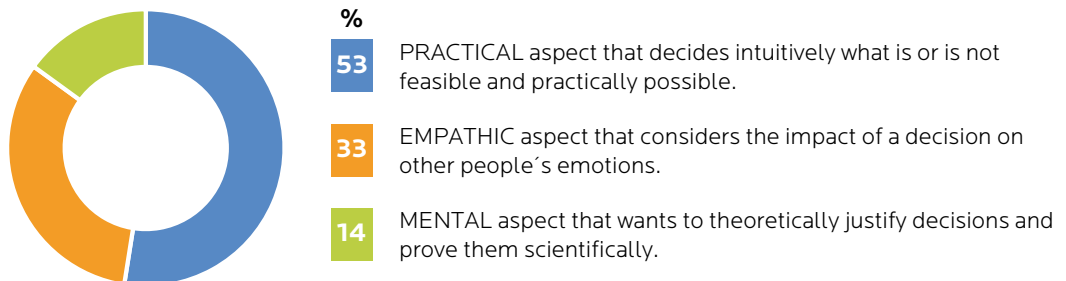 %
53 PRACTICAL aspect that decides intuitively what is or is not
feasible and practically possible.
33 EMPATHIC aspect that considers the impact of a decision on
other people´s emotions.
14 MENTAL aspect that wants to theoretically justify decisions and
prove them scientifically.